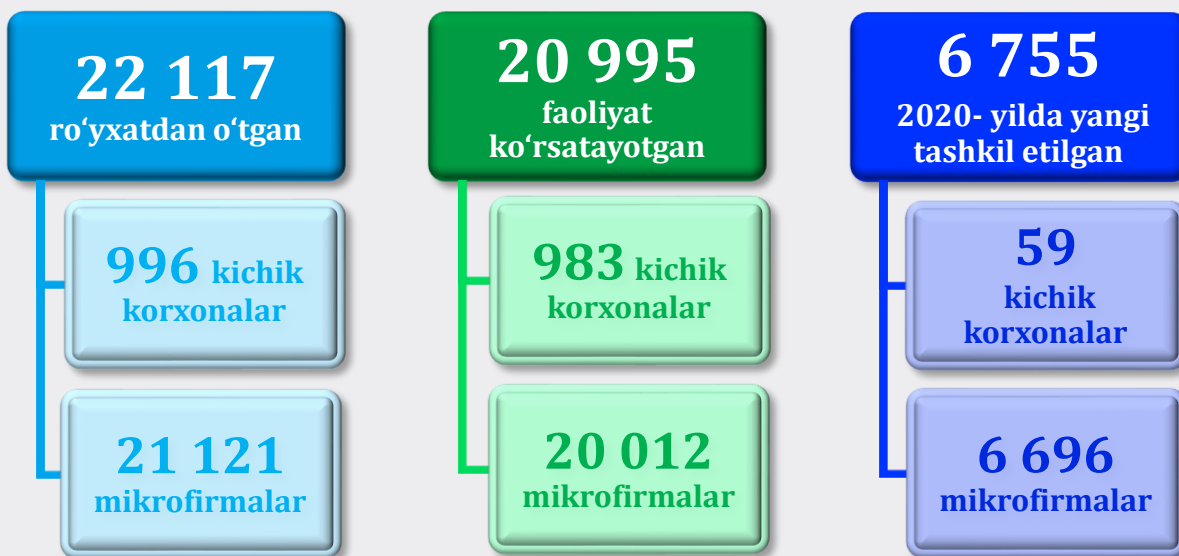 22 117
ro‘yxatdan o‘tgan
996 kichik
korxonalar
21 121
mikrofirmalar
20 995
faoliyat
ko‘rsatayotgan
983 kichik
korxonalar
20 012
mikrofirmalar
6 755
2020- yilda yangi
tashkil etilgan
59
kichik
korxonalar
6 696
mikrofirmalar